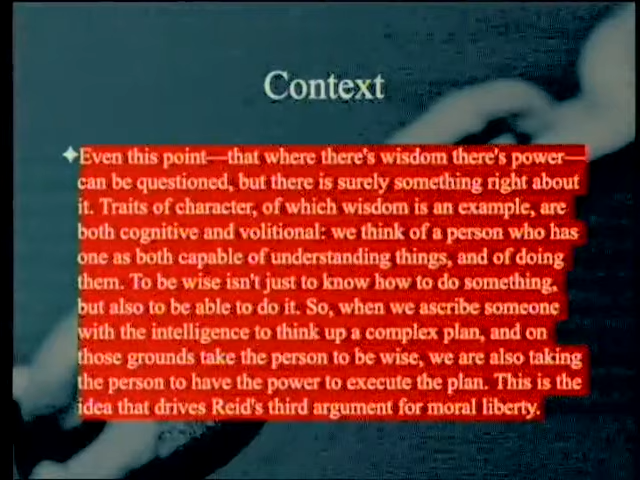 Context
Even this point—that where there's wisdom there's power—
can be questioned, but there is surely something right about
it. Traits of character, of which wisdom is an example, are
both cognitive and volitional: we think of a person who has
one as both capable of understanding things, and of doing
them. To be wise isn't just to know how to do something,
but also to be able to do it. So, when we ascribe someone
with the intelligence to think up a complex plan, and on
those grounds take the person to be wise, we are also taking
the person to have the power to execute the plan. This is the
idea that drives Reid's third argument for moral liberty.